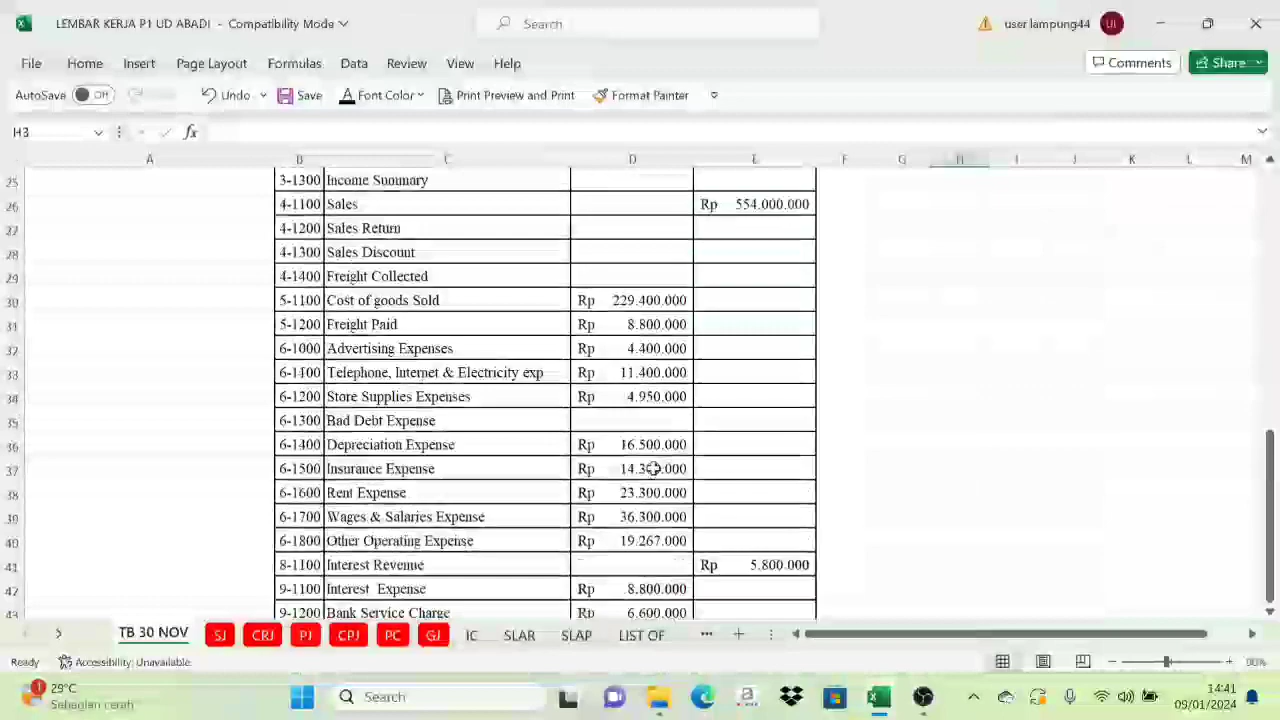 LEMBAR KERJA P1 UD ABADI - Compatibility Mode
Search
user lampung44
File Home Insert Page Layout Formulas Data Review View Help
Comments Share
AutoSave Off Undo Save Font Color Print Preview and Print Format Painter
H3 fx
A B C D E F G H I J K L M
25 3-1300 Income Summary
26 4-1100 Sales Rp 554.000.000
27 4-1200 Sales Return
28 4-1300 Sales Discount
29 4-1400 Freight Collected
30 5-1100 Cost of goods Sold Rp 229.400.000
31 5-1200 Freight Paid Rp 8.800.000
32 6-1000 Advertising Expenses Rp 4.400.000
33 6-1100 Telephone, Internet & Electricity exp Rp 11.400.000
34 6-1200 Store Supplies Expenses Rp 4.950.000
35 6-1300 Bad Debt Expense
36 6-1400 Depreciation Expense Rp 16.500.000
37 6-1500 Insurance Expense Rp
38 6-1600 Rent Expense Rp 23.300.000
39 6-1700 Wages & Salaries Expense Rp 36.300.000
40 6-1800 Other Operating Expense Rp 19.267.000
41 8-1100 Interest Revenue Rp 5.800.000
42 9-1100 Interest Expense Rp 8.800.000
43 9-1200 Bank Service Charge Rp 6.600.000
TB 30 NOV SJ CRJ PJ CPJ PC GJ IC SLAR SLAP LIST OF ...
Ready Accessibility: Unavailable
1 29°C
Sebagian cerah
Search
14:41
09/01/2024